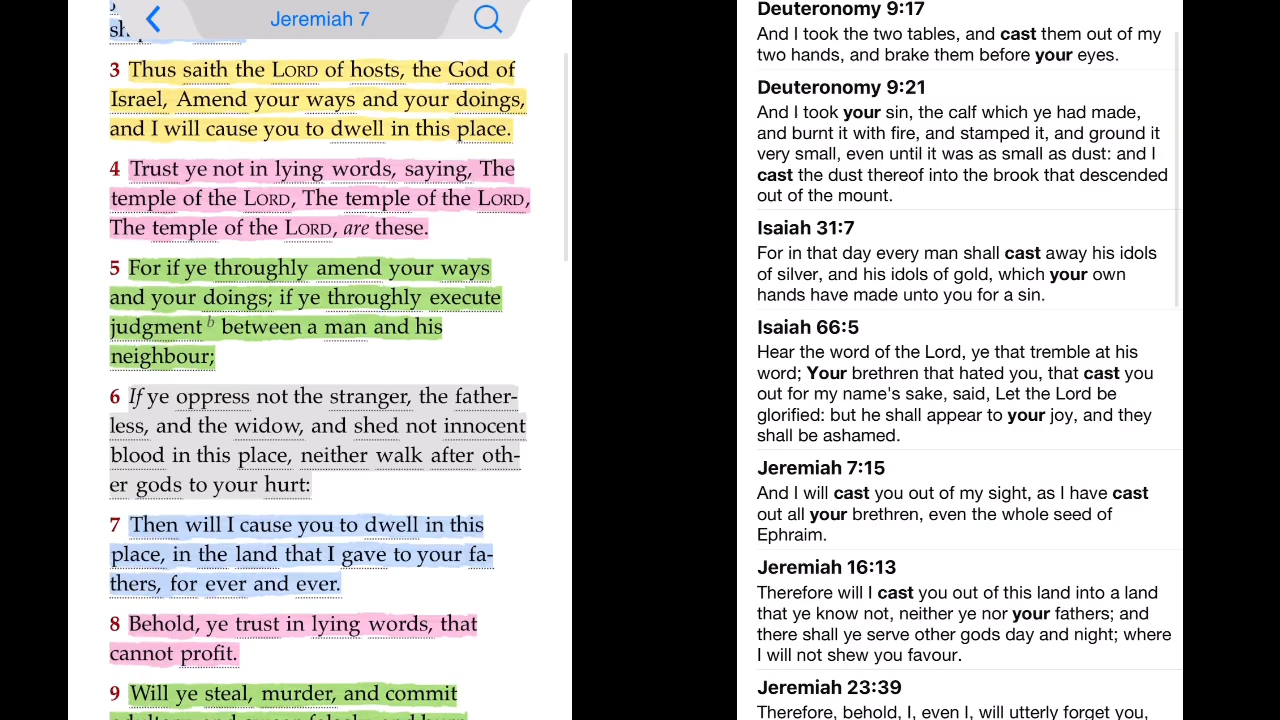 Jeremiah 7
3 Thus saith the LORD of hosts, the God of
Israel, Amend your ways and your doings,
and I will cause you to dwell in this place.
4 Trust ye not in lying words, saying, The
temple of the LORD, The temple of the LORD,
The temple of the LORD, are these.
5 For if ye throughly amend your ways
and your doings; if ye throughly execute
judgment b between a man and his
neighbour;
6 If ye oppress not the stranger, the father-
less, and the widow, and shed not innocent
blood in this place, neither walk after oth-
er gods to your hurt:
7 Then will I cause you to dwell in this
place, in the land that I gave to your fa-
thers, for ever and ever.
8 Behold, ye trust in lying words, that
cannot profit.
9 Will ye steal, murder, and commit
Deuteronomy 9:17
And I took the two tables, and cast them out of my
two hands, and brake them before your eyes.
Deuteronomy 9:21
And I took your sin, the calf which ye had made,
and burnt it with fire, and stamped it, and ground it
very small, even until it was as small as dust: and I
cast the dust thereof into the brook that descended
out of the mount.
Isaiah 31:7
For in that day every man shall cast away his idols
of silver, and his idols of gold, which your own
hands have made unto you for a sin.
Isaiah 66:5
Hear the word of the Lord, ye that tremble at his
word; Your brethren that hated you, that cast you
out for my name's sake, said, Let the Lord be
glorified: but he shall appear to your joy, and they
shall be ashamed.
Jeremiah 7:15
And I will cast you out of my sight, as I have cast
out all your brethren, even the whole seed of
Ephraim.
Jeremiah 16:13
Therefore will I cast you out of this land into a land
that ye know not, neither ye nor your fathers; and
there shall ye serve other gods day and night; where
I will not shew you favour.
Jeremiah 23:39
Therefore, behold, I, even I, will utterly forget you,